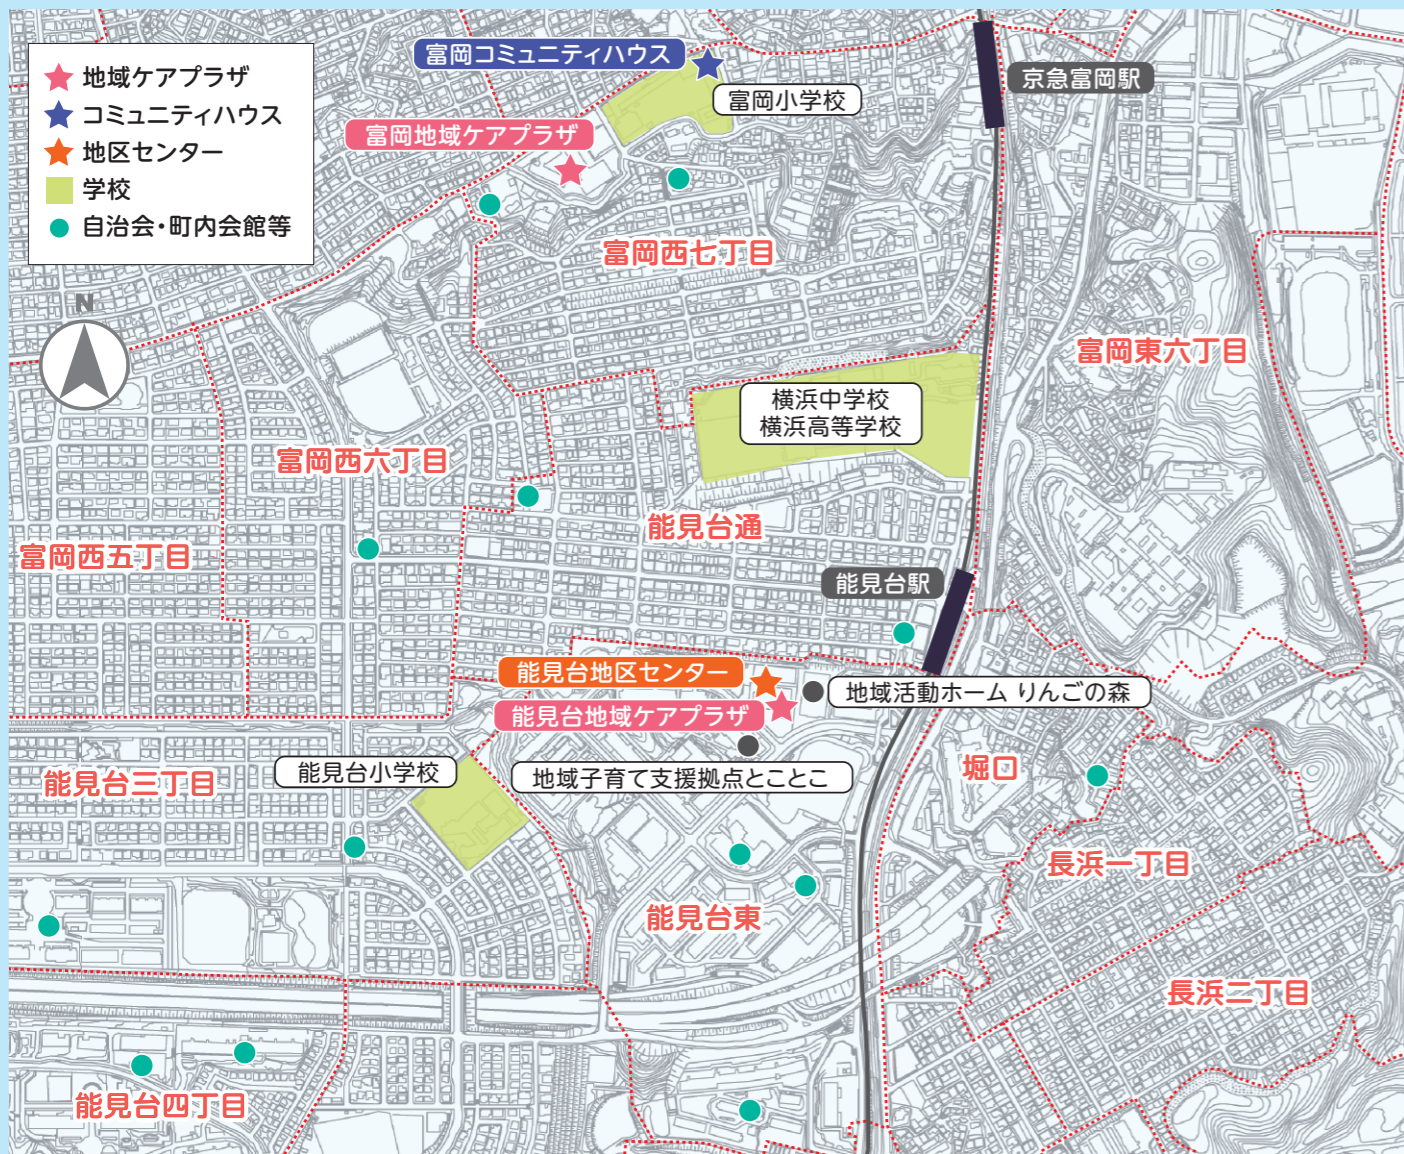 地域ケアプラザ
コミュニティハウス
地区センター
学校
自治会・町内会館等
N
富岡コミュニティハウス
富岡小学校
京急富岡駅
富岡地域ケアプラザ
富岡西七丁目
富岡東六丁目
横浜中学校
横浜高等学校
富岡西六丁目
能見台通
富岡西五丁目
能見台駅
能見台地区センター
地域活動ホーム りんごの森
能見台地域ケアプラザ
能見台小学校
地域子育て支援拠点とことこ
堀口
能見台三丁目
長浜一丁目
能見台東
長浜二丁目
能見台四丁目